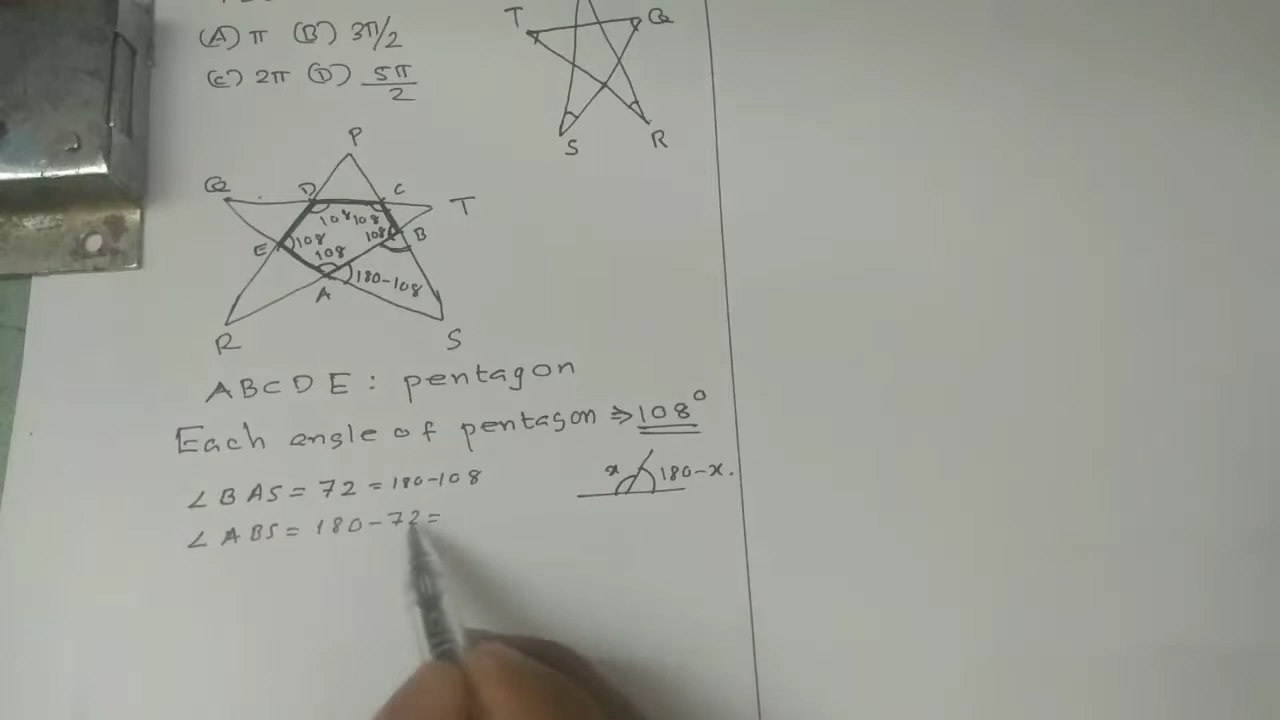 (A) π (B) 3π/2
(C) 2π (D) 5π/2
T Q
S R
P
Q D C T
108 108
E 108 108 B
108
A 180-108
R S
ABCDE: pentagon
Each angle of pentagon ⇒ 108°
∠BAS = 72 = 180-108
x 180-x.
∠ABS = 180-72=